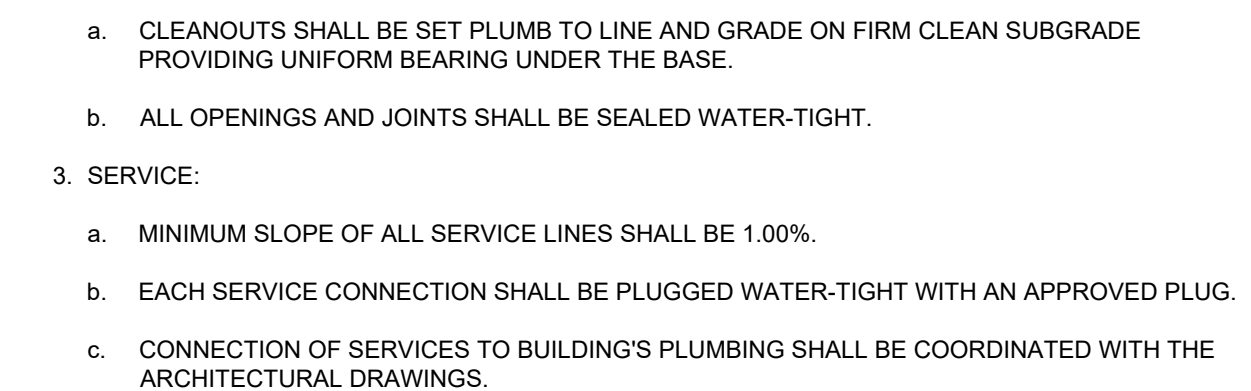 a. CLEANOUTS SHALL BE SET PLUMB TO LINE AND GRADE ON FIRM CLEAN SUBGRADE
PROVIDING UNIFORM BEARING UNDER THE BASE.
b. ALL OPENINGS AND JOINTS SHALL BE SEALED WATER-TIGHT.
3. SERVICE:
a. MINIMUM SLOPE OF ALL SERVICE LINES SHALL BE 1.00%.
b. EACH SERVICE CONNECTION SHALL BE PLUGGED WATER-TIGHT WITH AN APPROVED PLUG.
c. CONNECTION OF SERVICES TO BUILDING'S PLUMBING SHALL BE COORDINATED WITH THE
ARCHITECTURAL DRAWINGS.